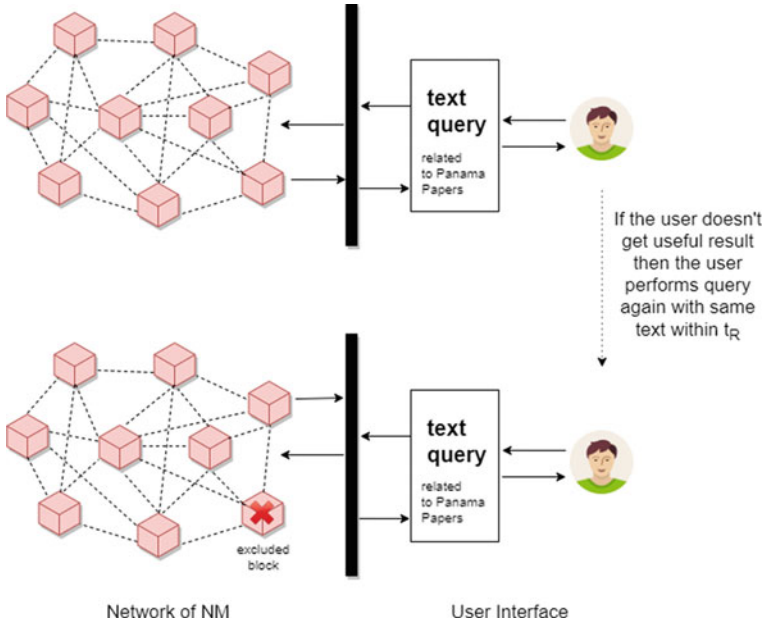 text
query
related
to Panama
Papers
If the user doesn't
get useful result
then the user
performs query
again with same
text within tR
text
query
related
to Panama
Papers
excluded
block
Network of NM
User Interface